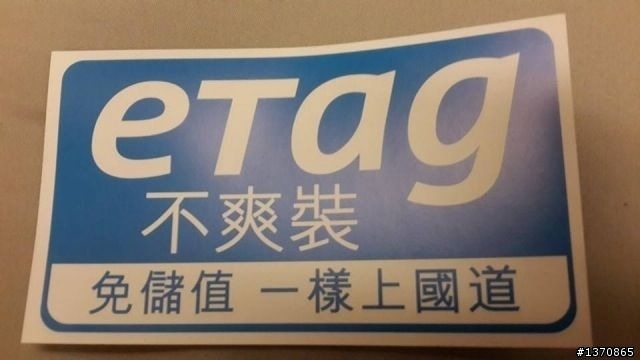 eTag
不爽裝
免儲值 一樣上國道
#1370865